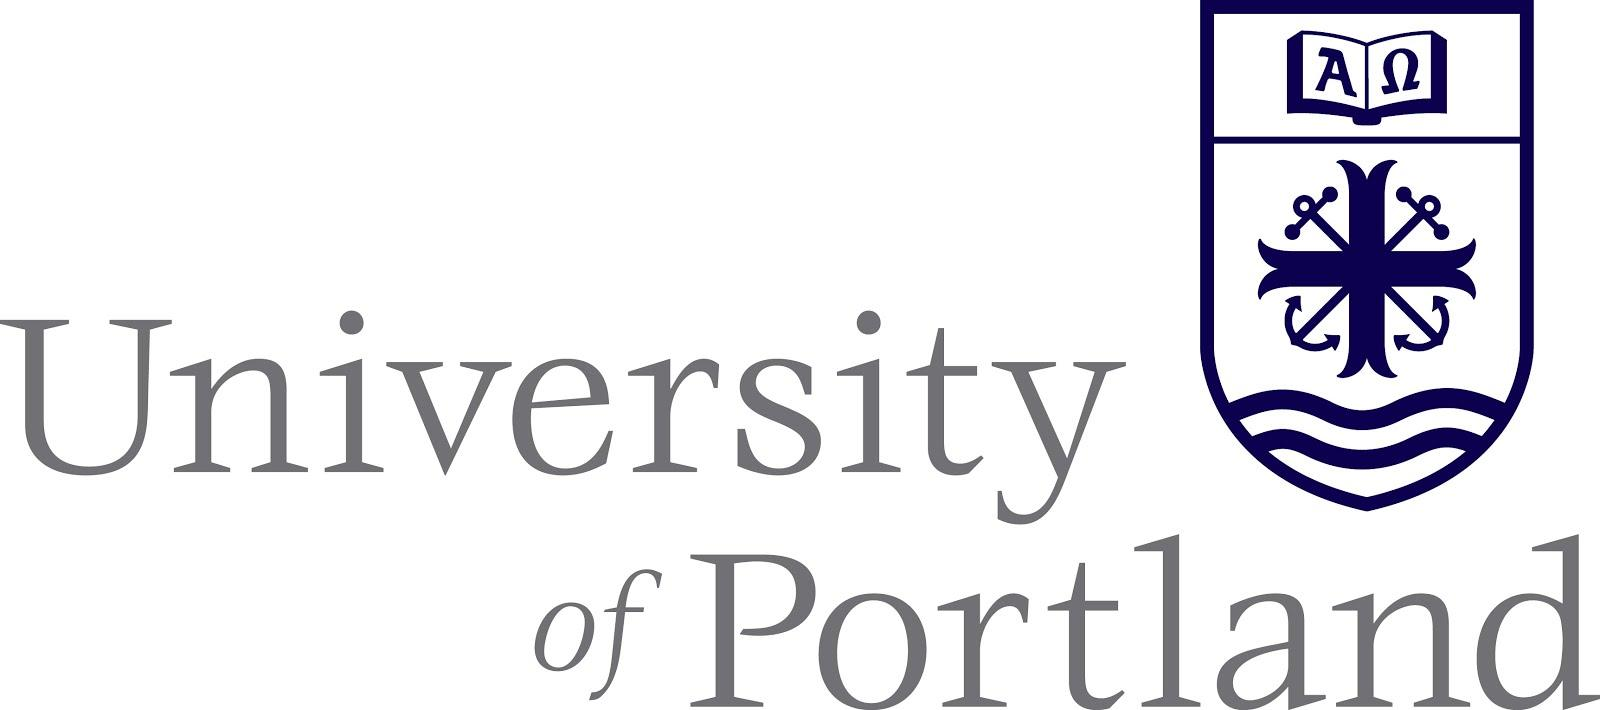 Α Ω
University
of Portland